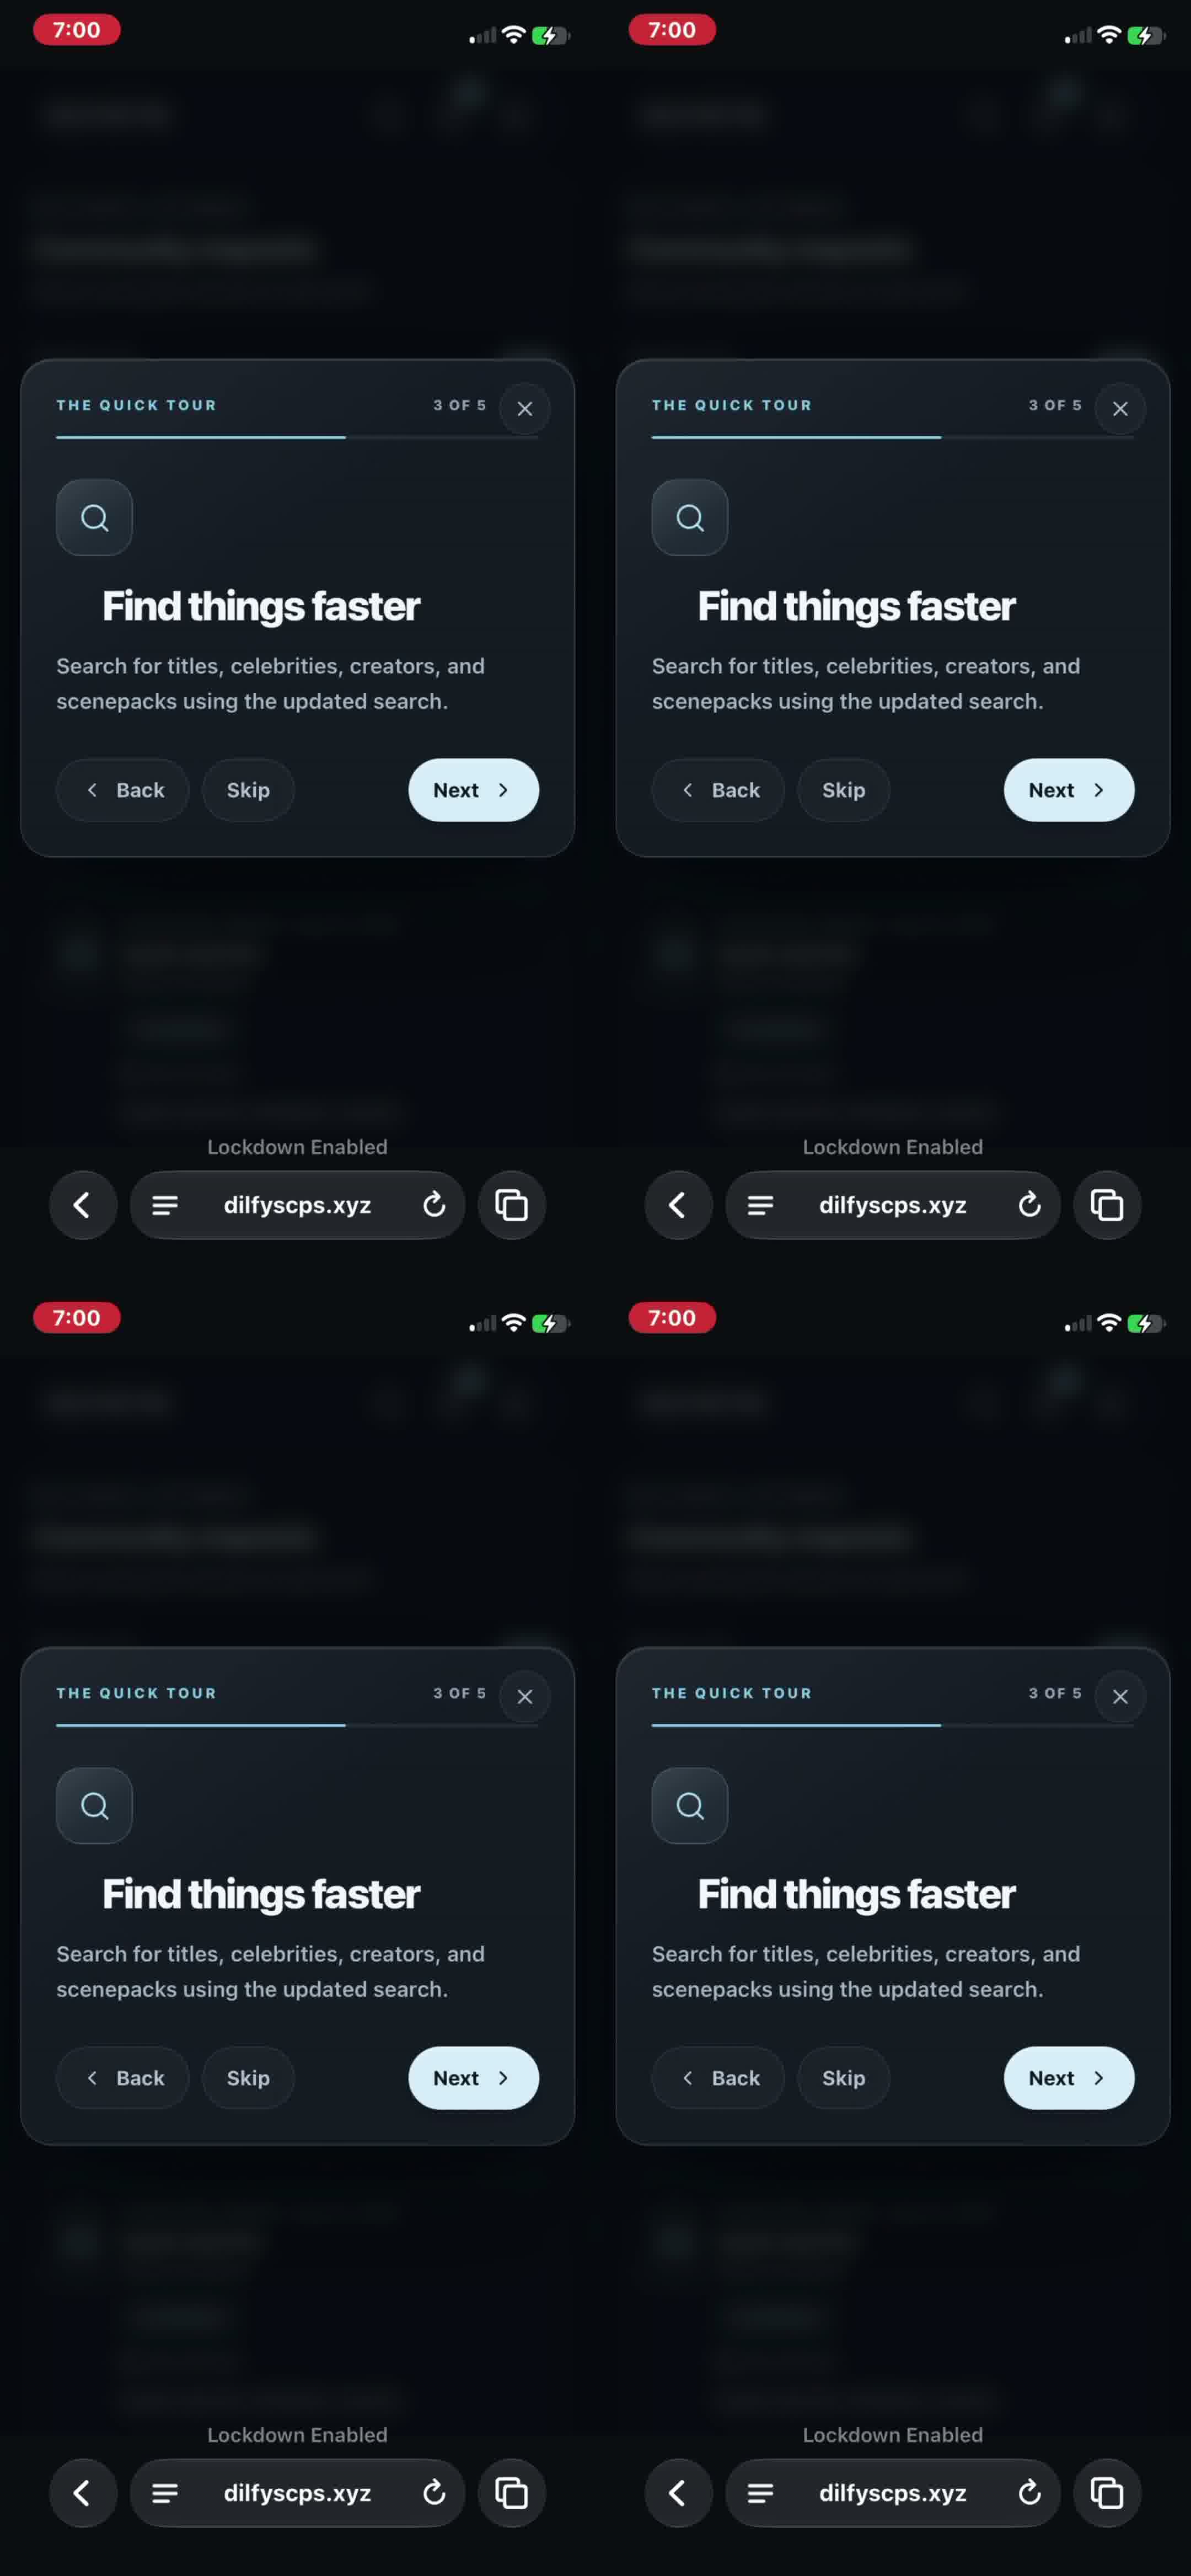 7:00
THE QUICK TOUR 3 OF 5
Find things faster
Search for titles, celebrities, creators, and
scenepacks using the updated search.
Back Skip Next
Lockdown Enabled
dilfyscps.xyz
7:00
THE QUICK TOUR 3 OF 5
Find things faster
Search for titles, celebrities, creators, and
scenepacks using the updated search.
Back Skip Next
Lockdown Enabled
dilfyscps.xyz
7:00
THE QUICK TOUR 3 OF 5
Find things faster
Search for titles, celebrities, creators, and
scenepacks using the updated search.
Back Skip Next
Lockdown Enabled
dilfyscps.xyz
7:00
THE QUICK TOUR 3 OF 5
Find things faster
Search for titles, celebrities, creators, and
scenepacks using the updated search.
Back Skip Next
Lockdown Enabled
dilfyscps.xyz